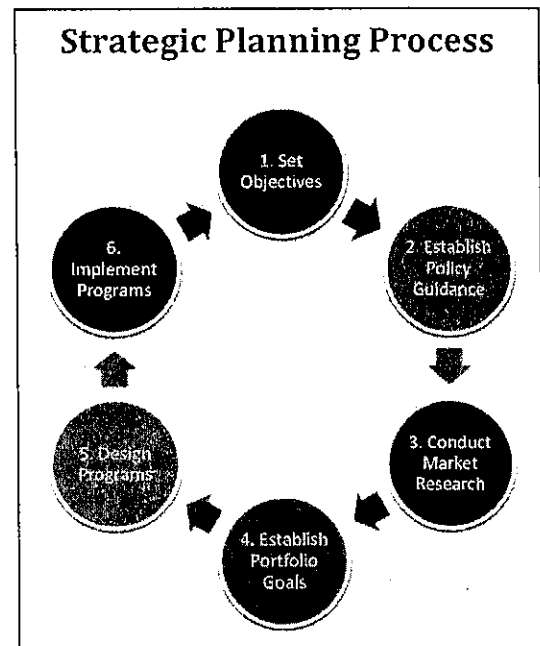 Strategic Planning Process
1. Set
Objectives
2. Establish
Policy
Guidance
3. Conduct
Market
Research
4. Establish
Portfolio
Goals
5. Design
Programs
6.
Implement
Programs